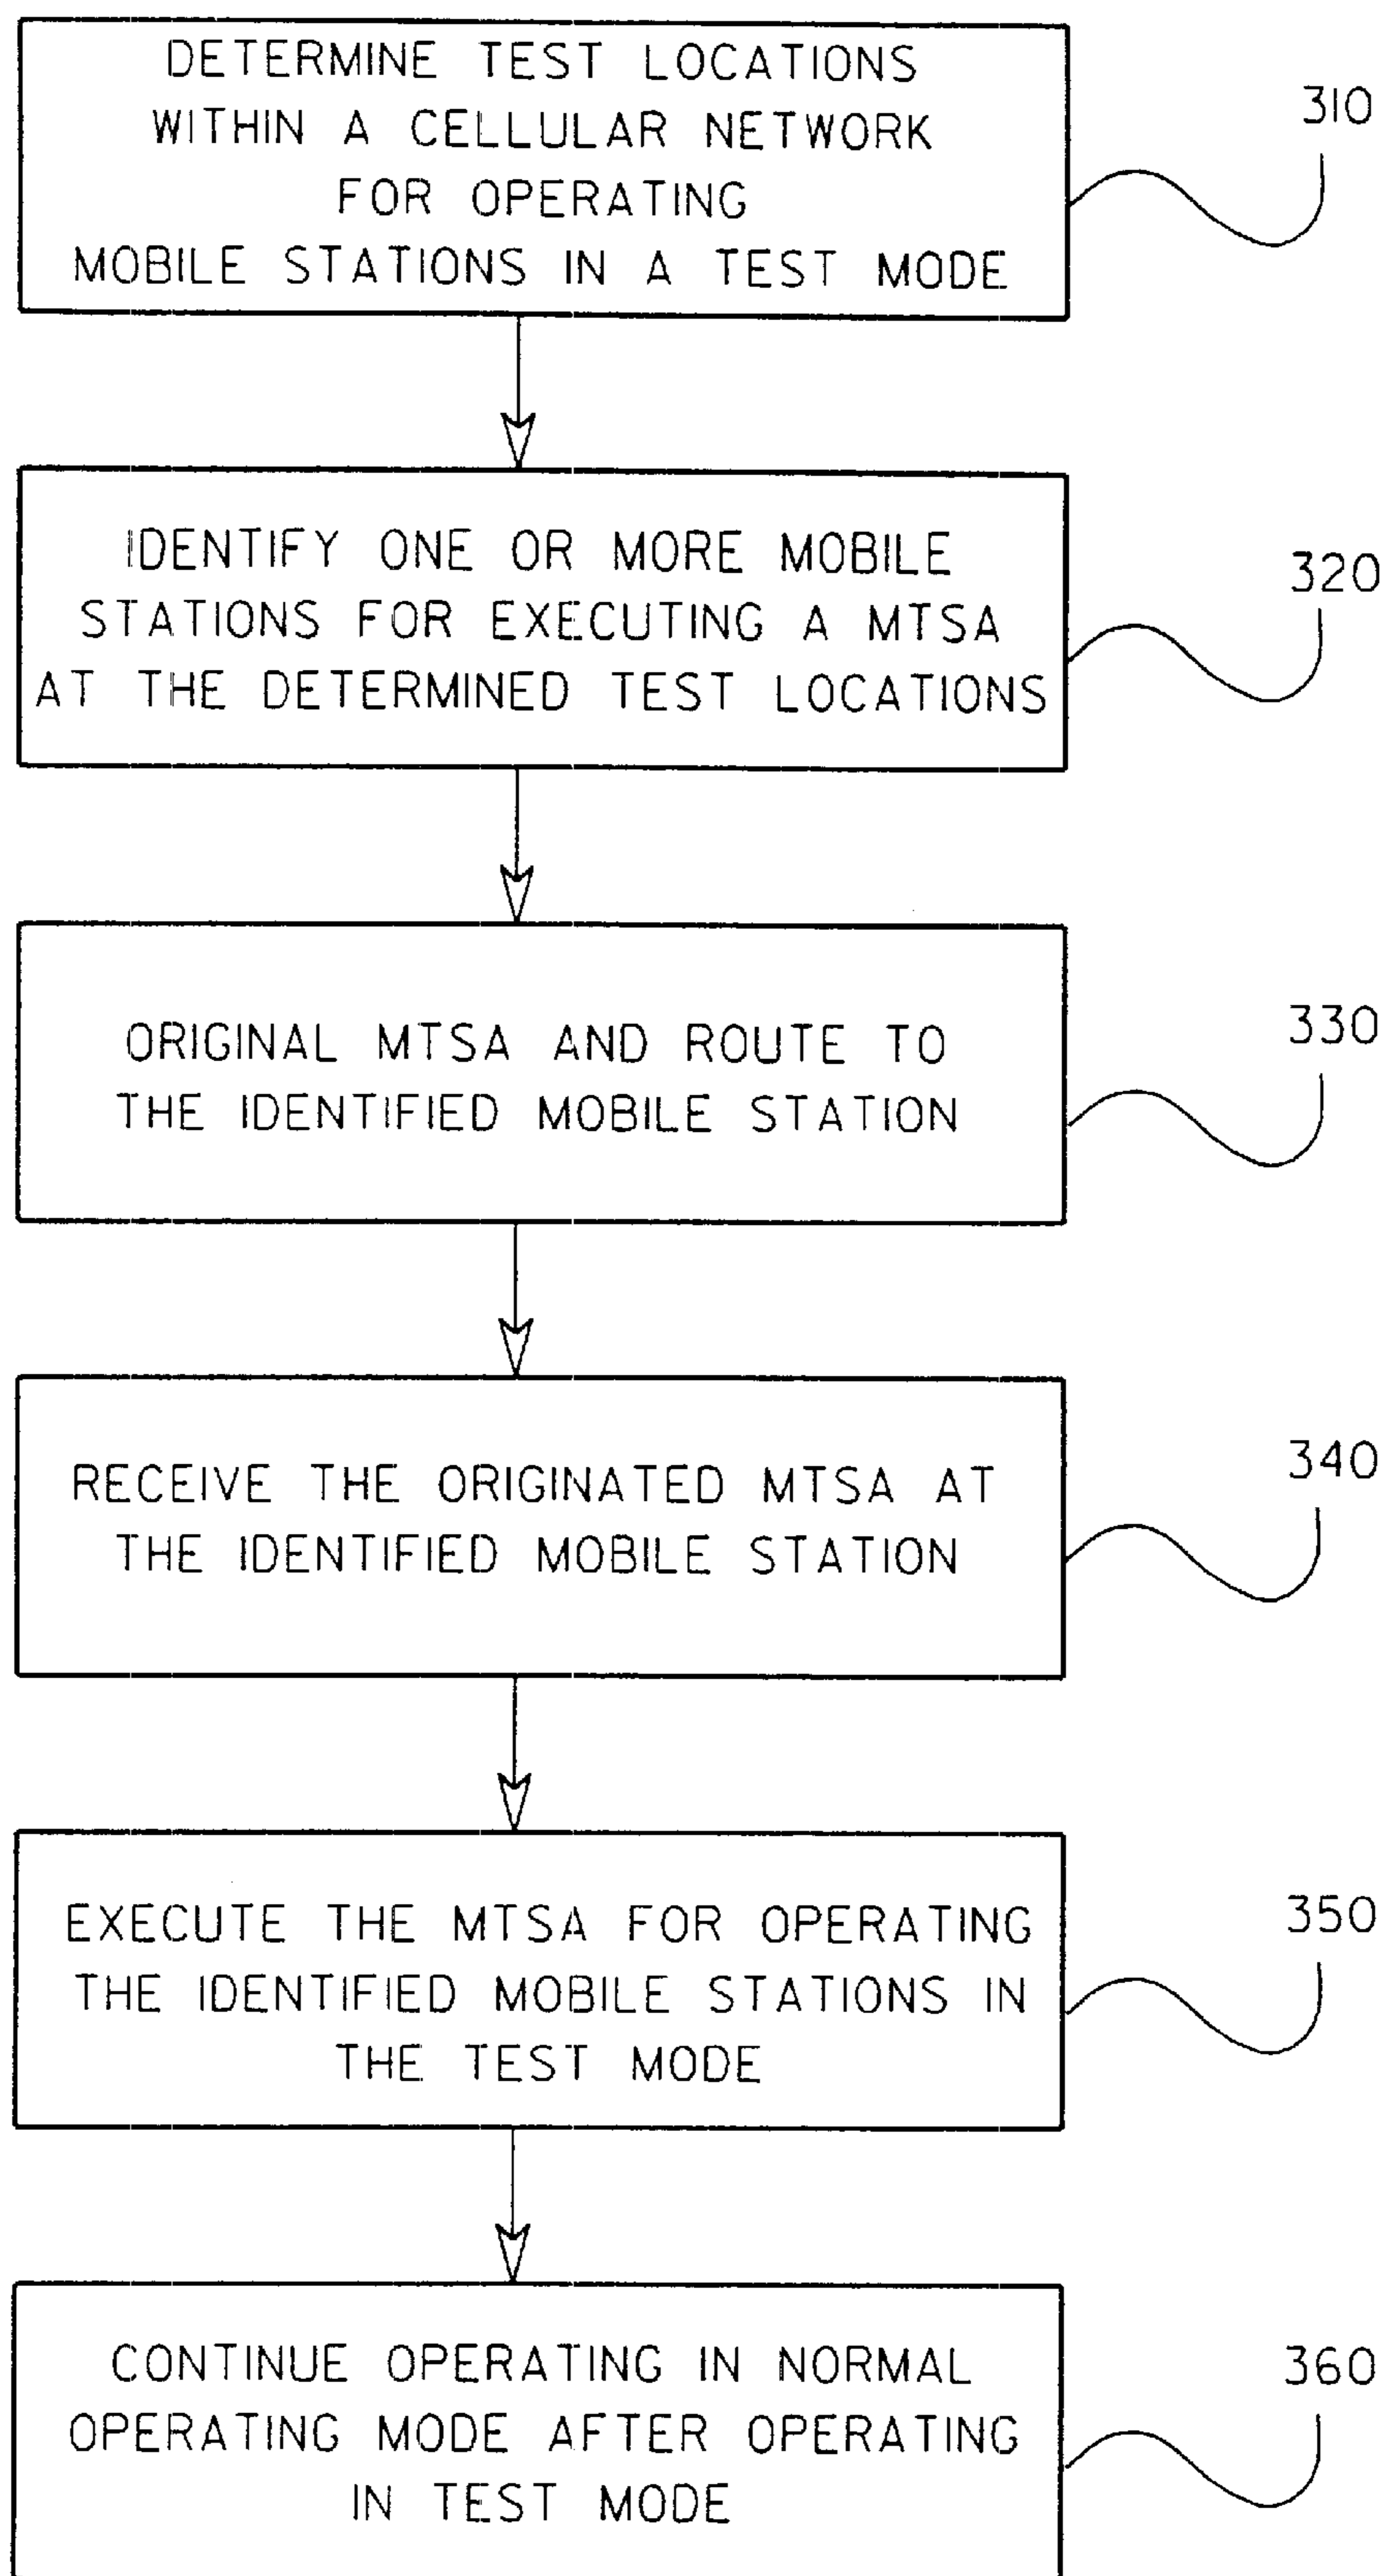 DETERMINE TEST LOCATIONS
WITHIN A CELLULAR NETWORK
FOR OPERATING
MOBILE STATIONS IN A TEST MODE
310
IDENTIFY ONE OR MORE MOBILE
STATIONS FOR EXECUTING A MTSA
AT THE DETERMINED TEST LOCATIONS
320
ORIGINAL MTSA AND ROUTE TO
THE IDENTIFIED MOBILE STATION
330
RECEIVE THE ORIGINATED MTSA AT
THE IDENTIFIED MOBILE STATION
340
EXECUTE THE MTSA FOR OPERATING
THE IDENTIFIED MOBILE STATIONS IN
THE TEST MODE
350
CONTINUE OPERATING IN NORMAL
OPERATING MODE AFTER OPERATING
IN TEST MODE
360